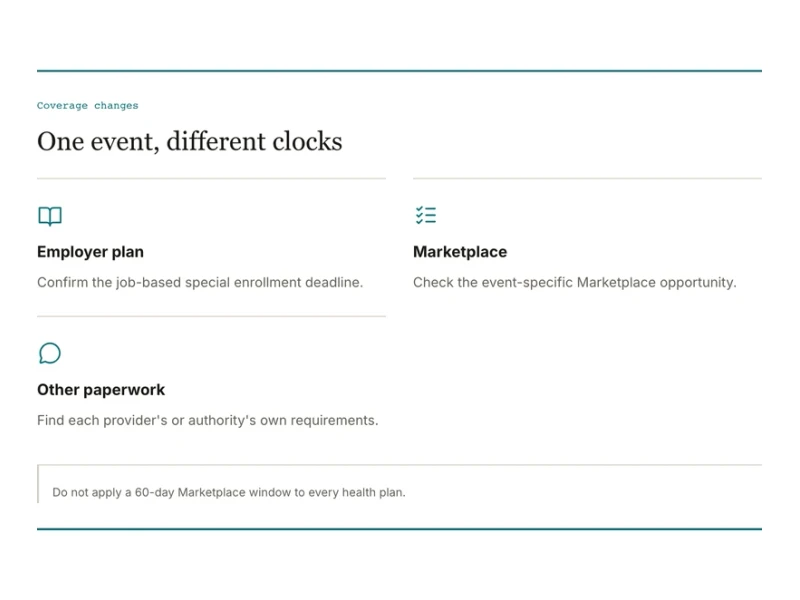 Coverage changes
One event, different clocks
Employer plan
Confirm the job-based special enrollment deadline.
Marketplace
Check the event-specific Marketplace opportunity.
Other paperwork
Find each provider's or authority's own requirements.
Do not apply a 60-day Marketplace window to every health plan.